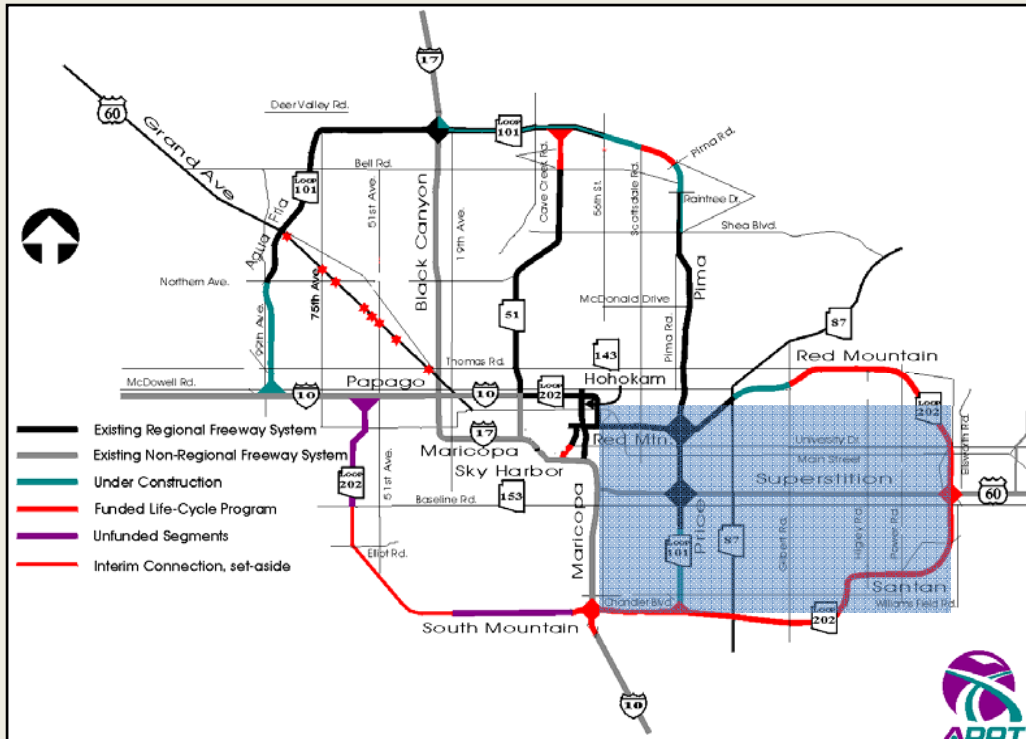 17
Deer Valley Rd.
60
Grand Ave
LOOP 101
Pima Rd.
Bell Rd.
LOOP 101
51st Ave.
Black Canyon
19th Ave.
Cave Creek Rd.
56th St.
Scottsdale Rd.
Raintree Dr.
Shea Blvd.
Agua Fria
Northern Ave.
75th Ave.
99th Ave.
51
McDonald Drive
Pima
Pima Rd.
87
143
Thomas Rd.
Hohokam
Red Mountain
McDowell Rd.
Papago
10
10
LOOP 202
LOOP 202
Existing Regional Freeway System
Existing Non-Regional Freeway System
Under Construction
Funded Life-Cycle Program
Unfunded Segments
Interim Connection, set-aside
17
Maricopa
Sky Harbor
Red Mtn.
University Dr.
Main Street
Ellsworth Rd.
Superstition
60
LOOP 202
51st Ave.
Baseline Rd.
153
Maricopa
Price
LOOP 101
87
Gilbert Rd.
Higley Rd.
Power Rd.
Elliot Rd.
Santan
Chandler Blvd.
Williams Field Rd.
South Mountain
LOOP 202
10
ADOT